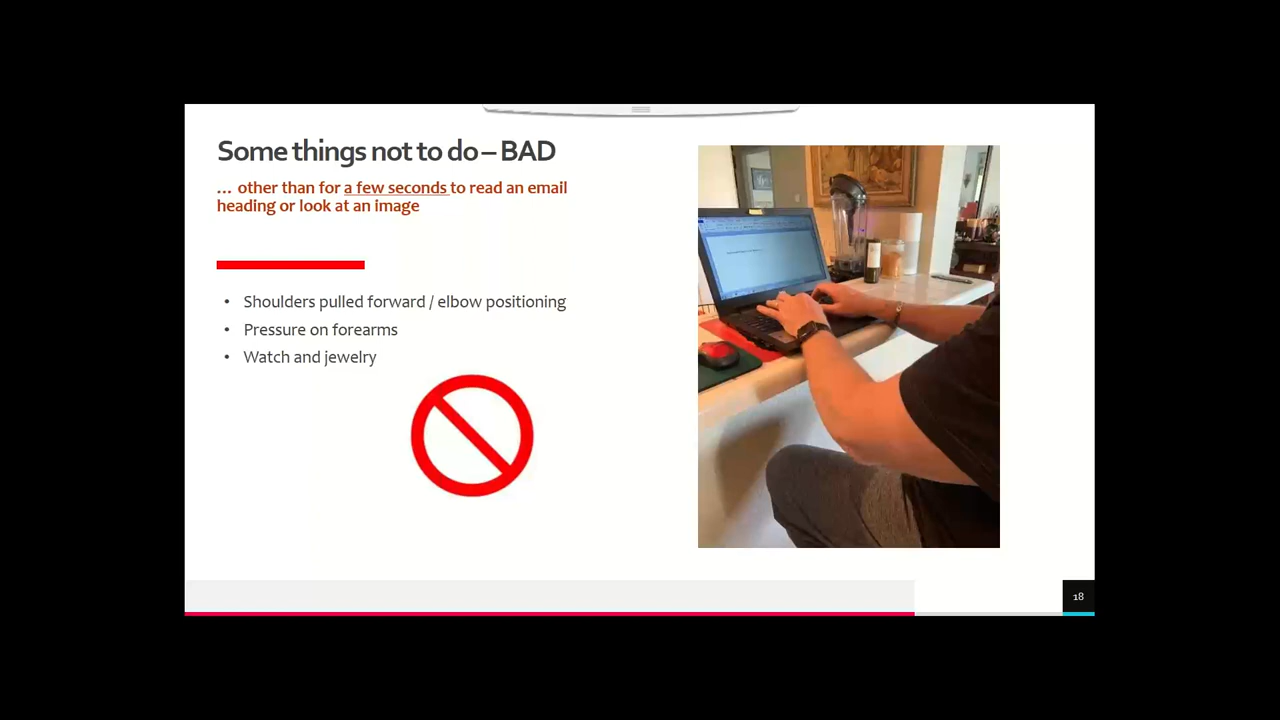 Some things not to do – BAD
... other than for a few seconds to read an email
heading or look at an image
• Shoulders pulled forward / elbow positioning
• Pressure on forearms
• Watch and jewelry
18